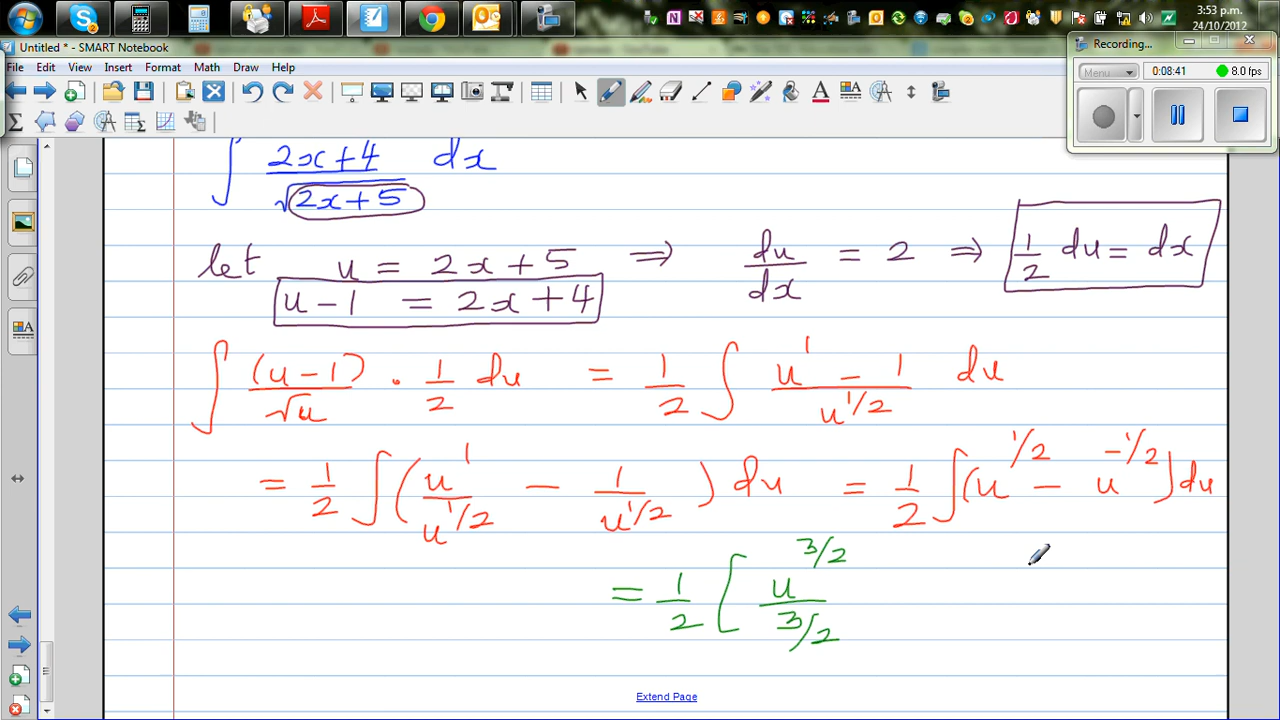 3:53 p.m.
24/10/2012
Untitled * - SMART Notebook
File Edit View Insert Format Math Draw Help
Recording...
Menu 0:08:41 8.0 fps
∫ (2x+4)/√(2x+5) dx
let u = 2x+5 ⇒ du/dx = 2 ⇒ 1/2 du = dx
u-1 = 2x+4
∫ (u-1)/√u · 1/2 du = 1/2 ∫ (u^1 - 1)/u^1/2 du
= 1/2 ∫ (u^1/u^1/2 - 1/u^1/2) du = 1/2 ∫ (u^1/2 - u^-1/2) du
= 1/2 [ u^3/2 / 3/2
Extend Page